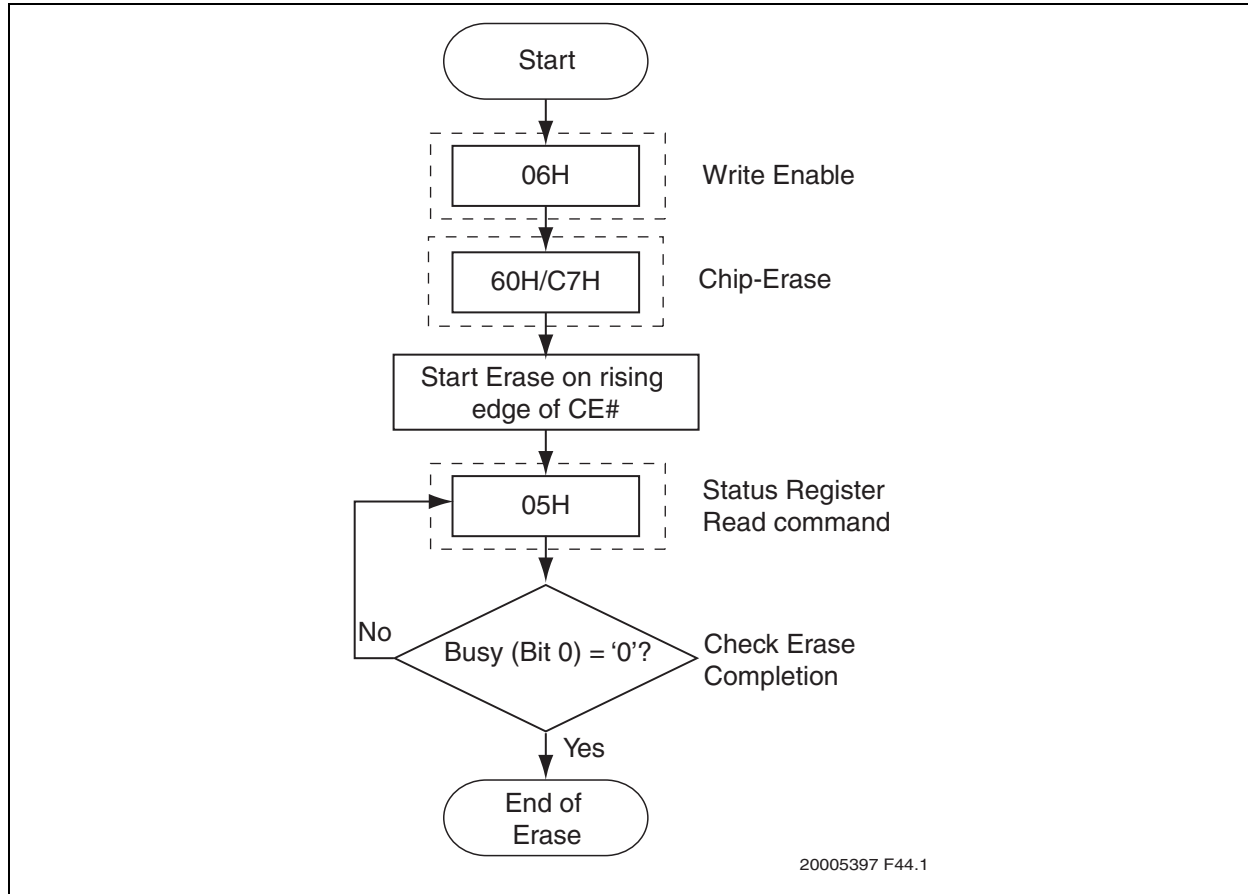 Start
06H
Write Enable
60H/C7H
Chip-Erase
Start Erase on rising
edge of CE#
05H
Status Register
Read command
No
Busy (Bit 0) = ‘0’?
Check Erase
Completion
Yes
End of
Erase
20005397 F44.1